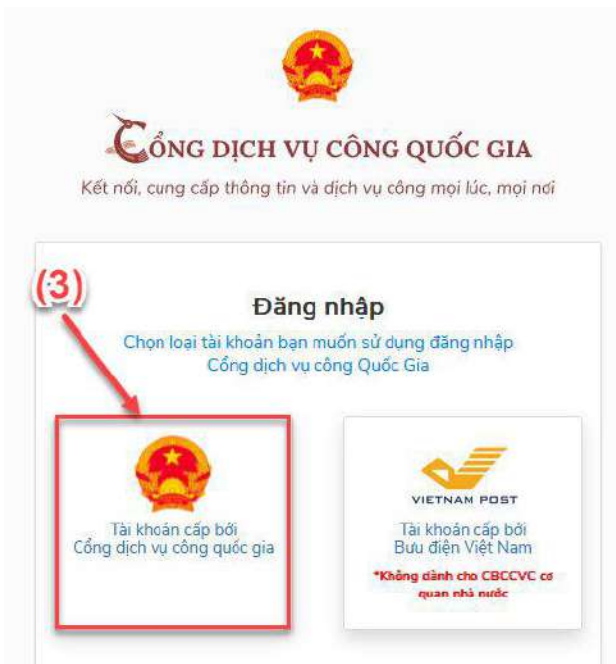 CỔNG DỊCH VỤ CÔNG QUỐC GIA
Kết nối, cung cấp thông tin và dịch vụ công mọi lúc, mọi nơi
(3)
Đăng nhập
Chọn loại tài khoản bạn muốn sử dụng đăng nhập
Cổng dịch vụ công Quốc Gia
Tài khoản cấp bởi
Cổng dịch vụ công quốc gia
VIETNAM POST
Tài khoản cấp bởi
Bưu điện Việt Nam
*Không dành cho CBCCVC cơ
quan nhà nước